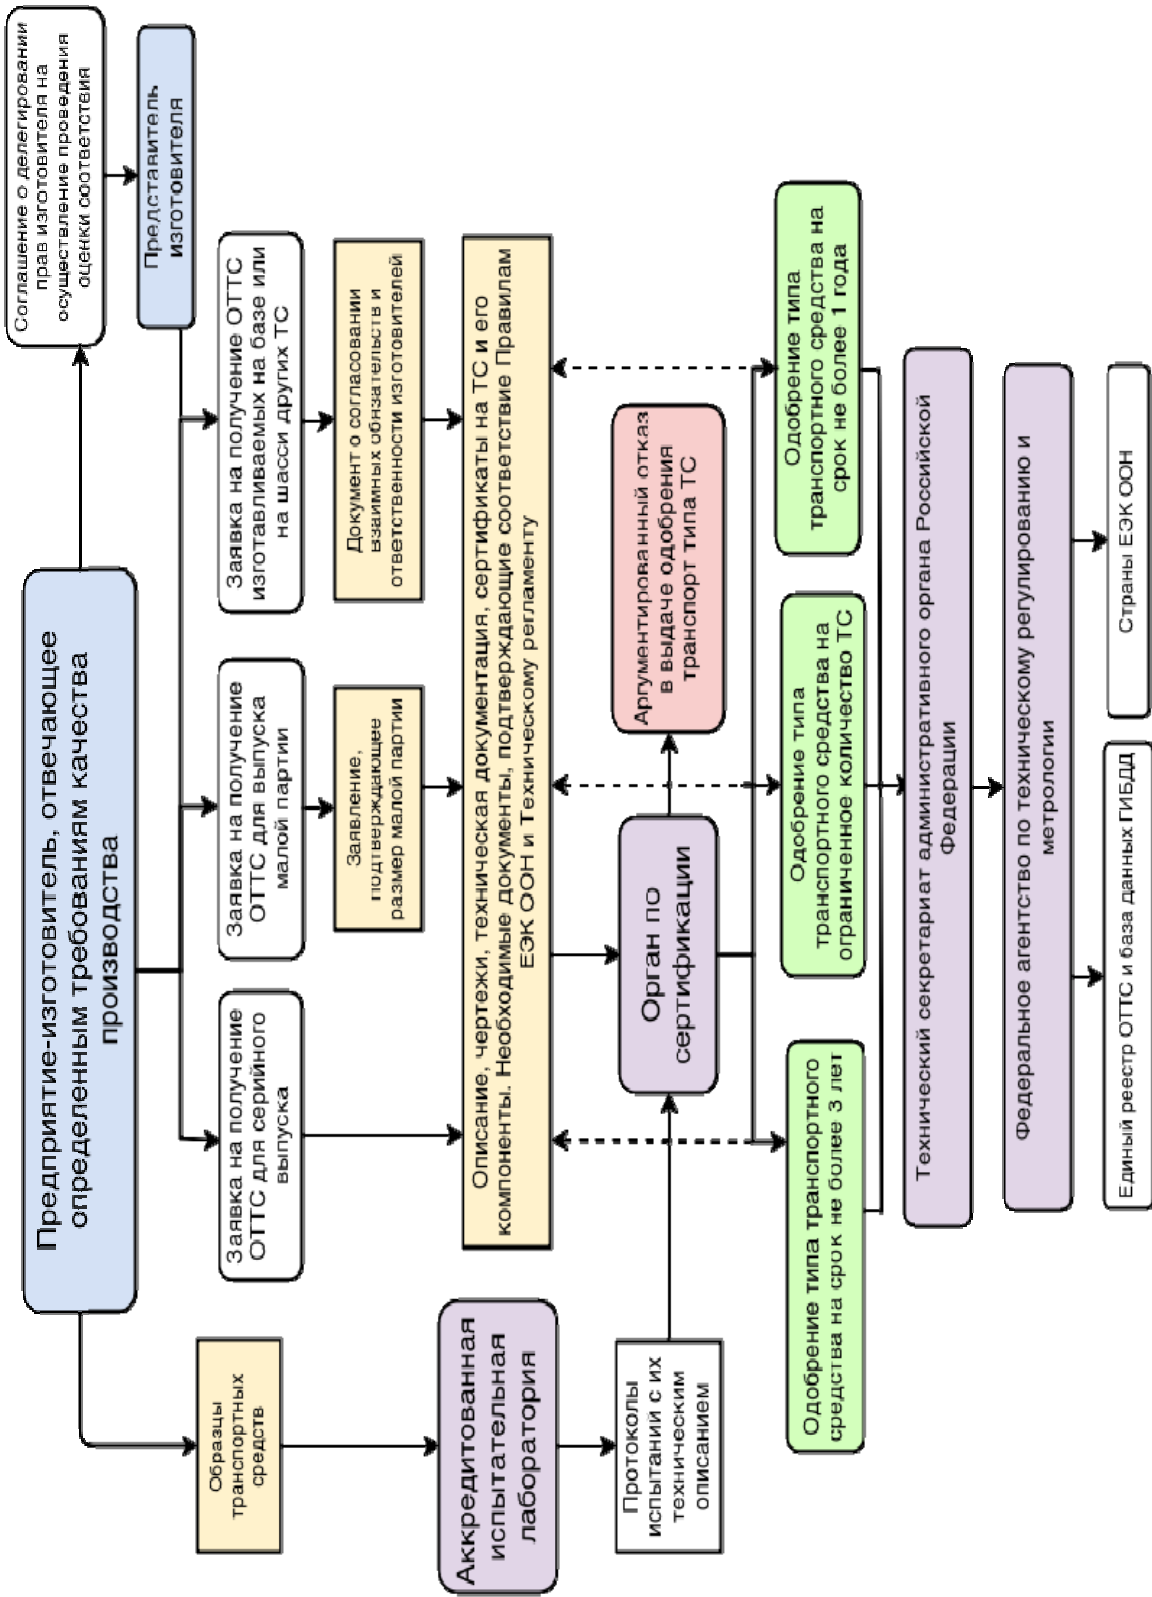 Предприятие-изготовитель, отвечающее
определенным требованиям качества
производства
Соглашение о делегировании
прав изготовителя на
осуществление проведения
оценки соответствия
Представитель
изготовителя
Образцы
транспортных
средств
Заявка на получение
ОТТС для серийного
выпуска
Заявка на получение
ОТТС для выпуска
малой партии
Заявка на получение ОТТС
изготавливаемых на базе или
на шасси других ТС
Заявление,
подтверждающее
размер малой партии
Документ о согласовании
взаимных обязательств и
ответственности изготовителей
Аккредитованная
испытательная
лаборатория
Описание, чертежи, техническая документация, сертификаты на ТС и его
компоненты. Необходимые документы, подтверждающие соответствие Правилам
ЕЭК ООН и Техническому регламенту
Протоколы
испытаний с их
техническим
описанием
Орган по
сертификации
Аргументированный отказ
в выдаче одобрения
транспорт типа ТС
Одобрение типа транспортного
средства на срок не более 3 лет
Одобрение типа
транспортного средства на
ограниченное количество ТС
Одобрение типа
транспортного средства на
срок не более 1 года
Технический секретариат административного органа Российской
Федерации
Федеральное агентство по техническому регулированию и
метрологии
Единый реестр ОТТС и база данных ГИБДД
Страны ЕЭК ООН